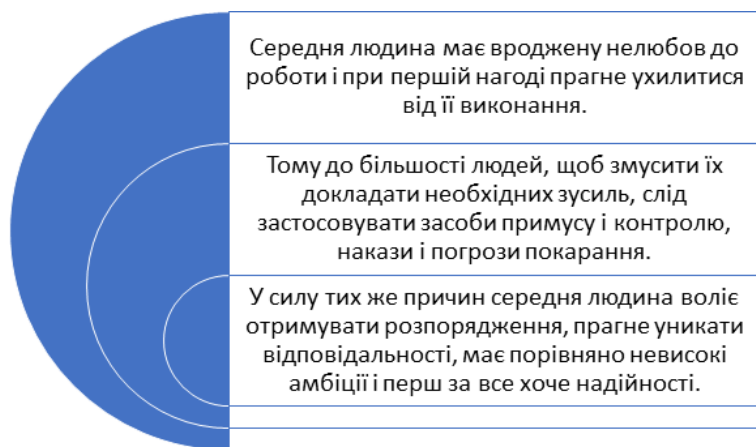 Середня людина має вроджену нелюбов до
роботи і при першій нагоді прагне ухилитися
від її виконання.
Тому до більшості людей, щоб змусити їх
докладати необхідних зусиль, слід
застосовувати засоби примусу і контролю,
накази і погрози покарання.
У силу тих же причин середня людина воліє
отримувати розпорядження, прагне уникати
відповідальності, має порівняно невисокі
амбіції і перш за все хоче надійності.